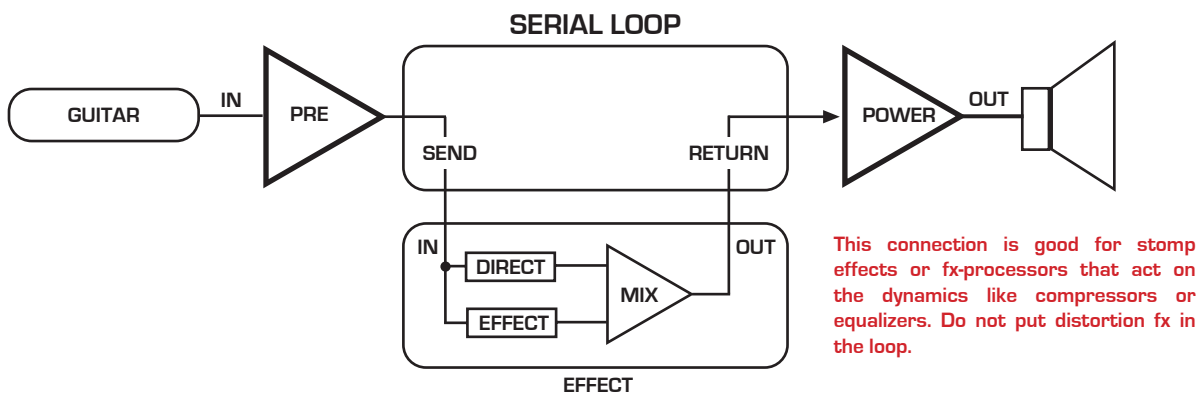 SERIAL LOOP
GUITAR
IN
PRE
SEND
RETURN
POWER
OUT
IN
OUT
DIRECT
MIX
EFFECT
EFFECT
This connection is good for stomp
effects or fx-processors that act on
the dynamics like compressors or
equalizers. Do not put distortion fx in
the loop.